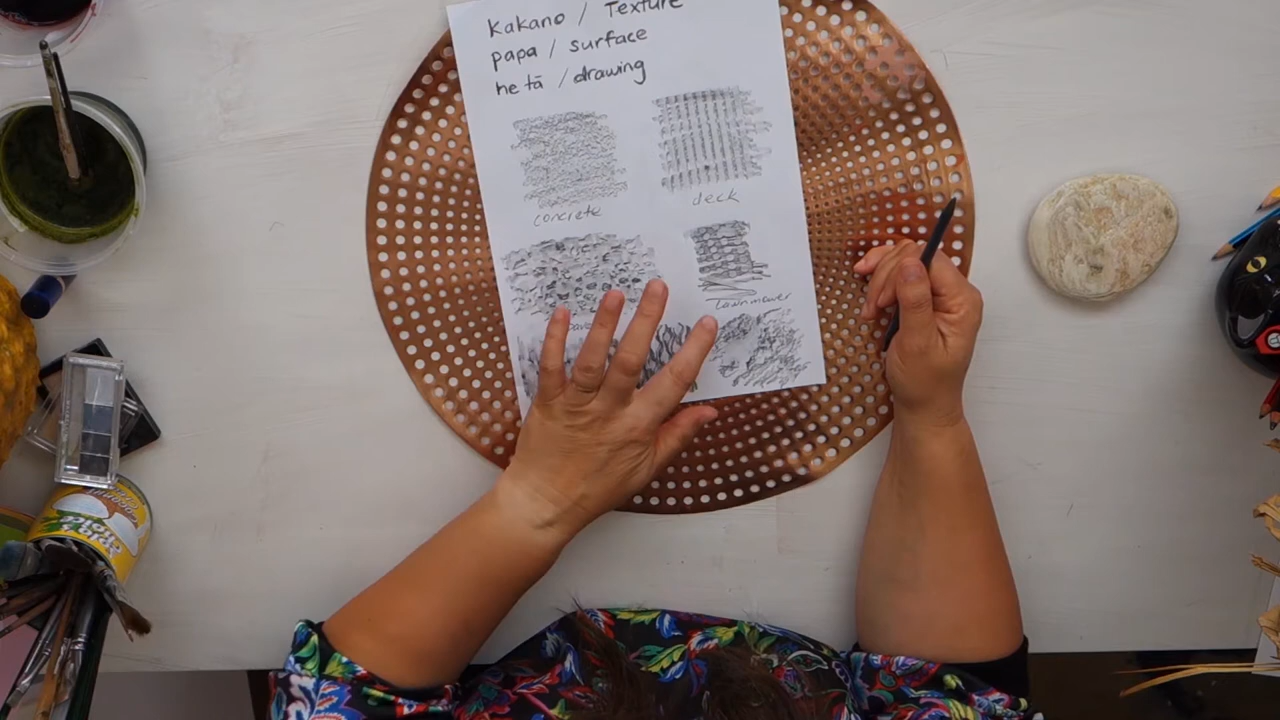 Kakano / Texture
papa / surface
he tā / drawing
concrete
deck
Lawnmower